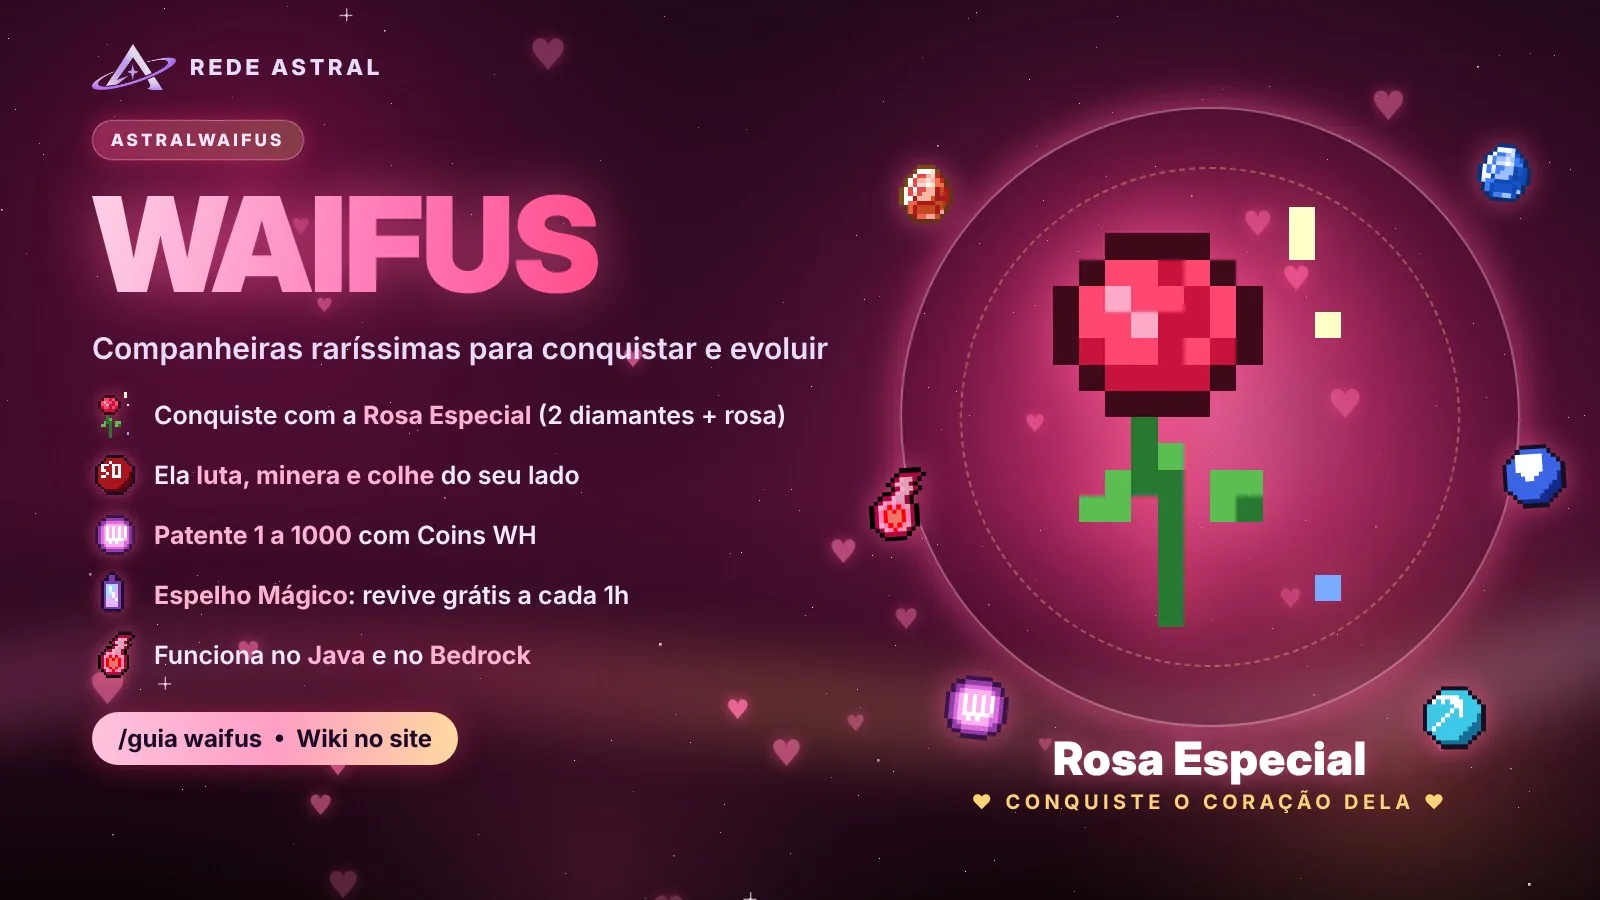 REDE ASTRAL
ASTRALWAIFUS
WAIFUS
Companheiras raríssimas para conquistar e evoluir
Conquiste com a Rosa Especial (2 diamantes + rosa)
50
Ela luta, minera e colhe do seu lado
Patente 1 a 1000 com Coins WH
Espelho Mágico: revive grátis a cada 1h
Funciona no Java e no Bedrock
/guia waifus • Wiki no site
Rosa Especial
♥ CONQUISTE O CORAÇÃO DELA ♥